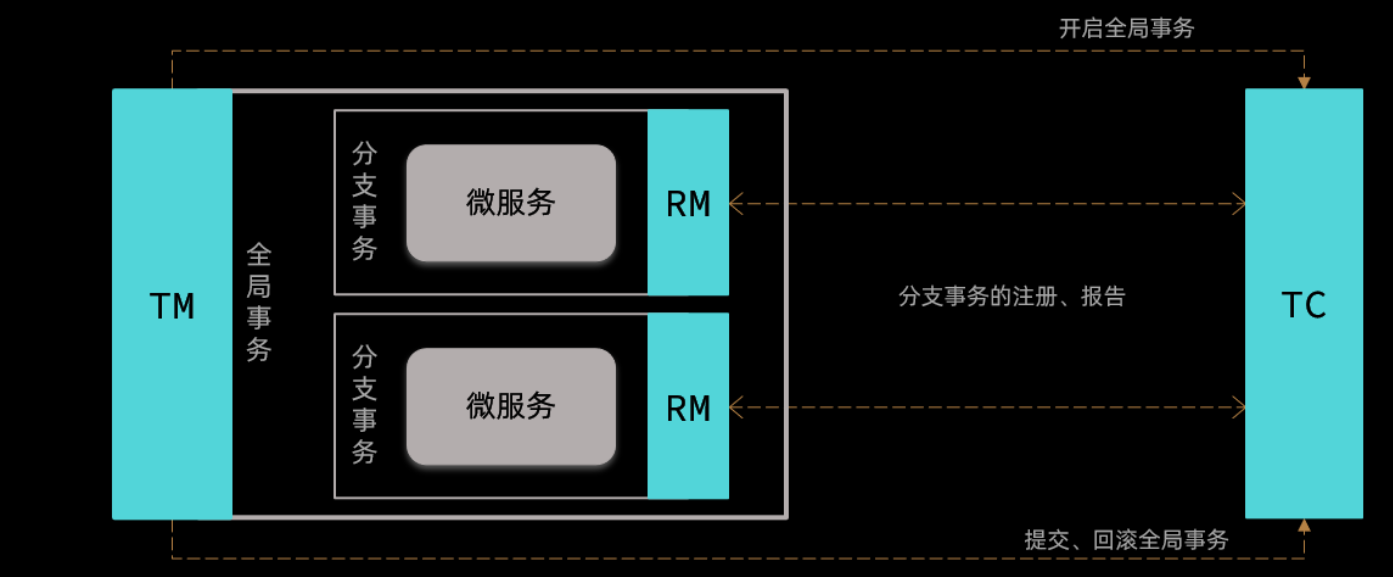 开启全局事务
TM
全局事务
分支事务
微服务
RM
分支事务的注册、报告
TC
分支事务
微服务
RM
提交、回滚全局事务